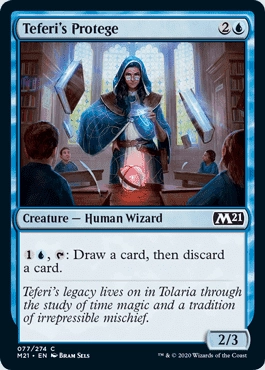 Teferi's Protege 2
Creature — Human Wizard M21
1 , : Draw a card, then discard
a card.
Teferi's legacy lives on in Tolaria through
the study of time magic and a tradition
of irrepressible mischief.
2/3
077/274 C
M21 • EN BRAM SELS ™ & © 2020 Wizards of the Coast